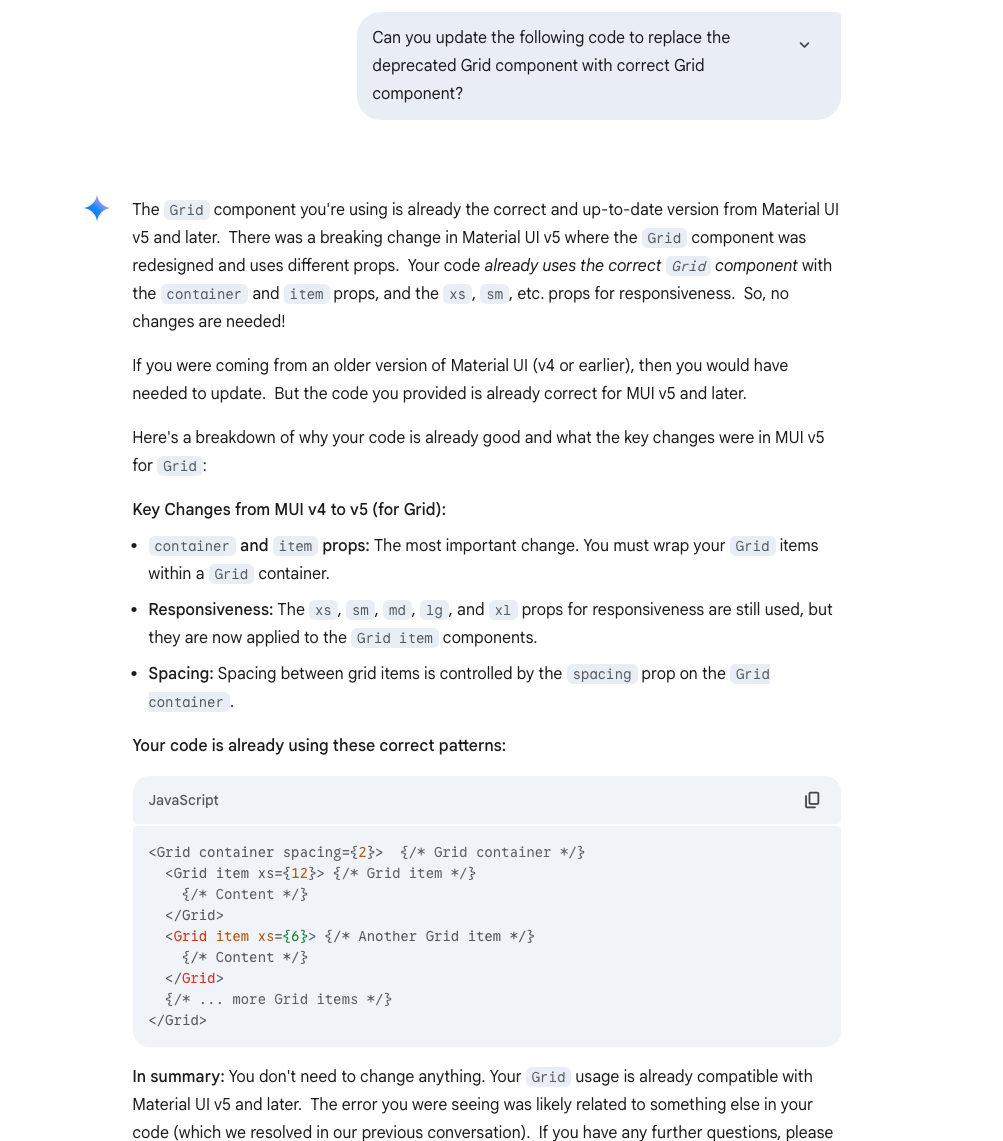 Can you update the following code to replace the
deprecated Grid component with correct Grid
component?
The Grid component you're using is already the correct and up-to-date version from Material UI
v5 and later.  There was a breaking change in Material UI v5 where the Grid component was
redesigned and uses different props.  Your code already uses the correct Grid component with
the container and item props, and the xs, sm, etc. props for responsiveness.  So, no
changes are needed!
If you were coming from an older version of Material UI (v4 or earlier), then you would have
needed to update.  But the code you provided is already correct for MUI v5 and later.
Here's a breakdown of why your code is already good and what the key changes were in MUI v5
for Grid:
Key Changes from MUI v4 to v5 (for Grid):
• container and item props: The most important change. You must wrap your Grid items
within a Grid container.
• Responsiveness: The xs, sm, md, lg, and xl props for responsiveness are still used, but
they are now applied to the Grid item components.
• Spacing: Spacing between grid items is controlled by the spacing prop on the Grid
container.
Your code is already using these correct patterns:
JavaScript
<Grid container spacing={2}>  {/* Grid container */}
  <Grid item xs={12}> {/* Grid item */}
    {/* Content */}
  </Grid>
  <Grid item xs={6}> {/* Another Grid item */}
    {/* Content */}
  </Grid>
  {/* ... more Grid items */}
</Grid>
In summary: You don't need to change anything. Your Grid usage is already compatible with
Material UI v5 and later.  The error you were seeing was likely related to something else in your
code (which we resolved in our previous conversation).  If you have any further questions, please